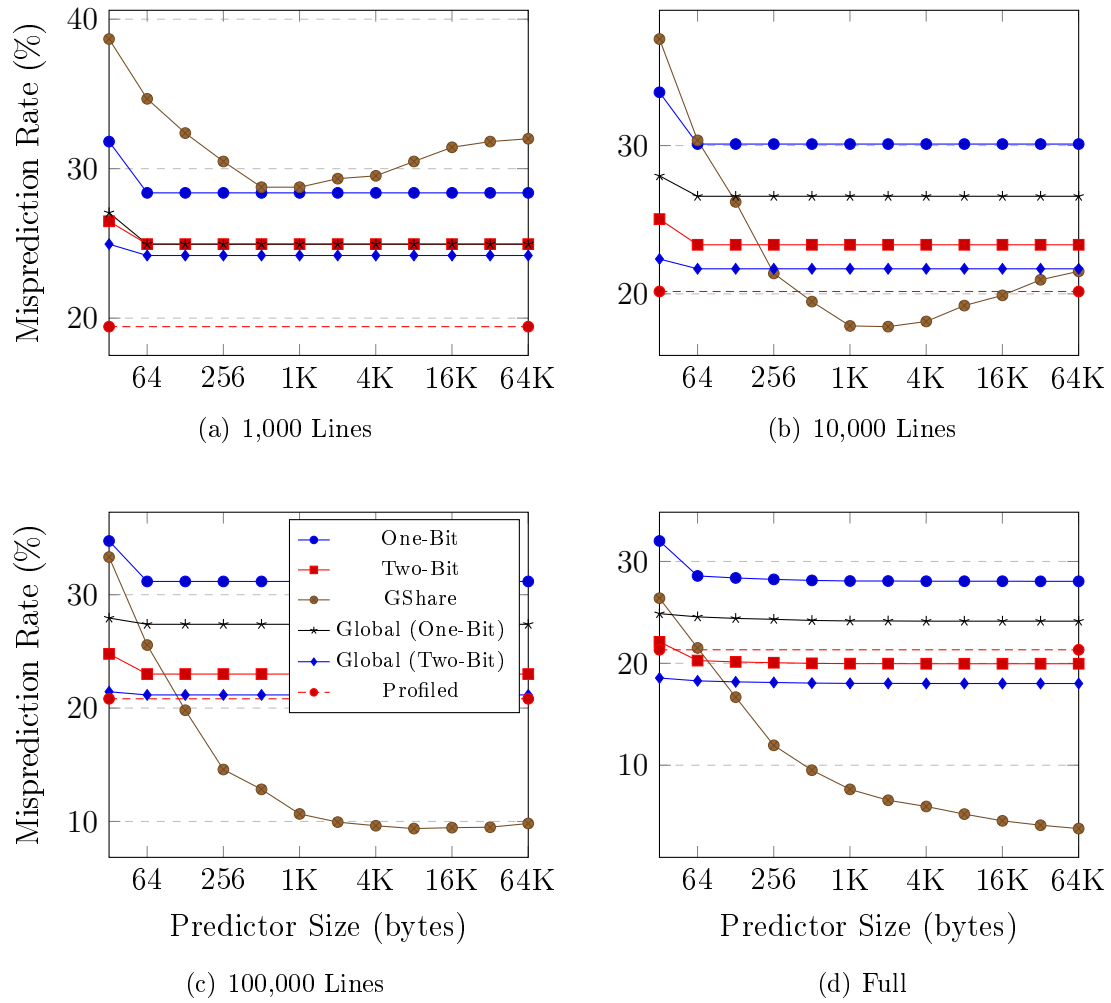 Misprediction Rate (%)
40
30
20
64 256 1K 4K 16K 64K
(a) 1,000 Lines
30
20
64 256 1K 4K 16K 64K
(b) 10,000 Lines
Misprediction Rate (%)
30
20
10
One-Bit
Two-Bit
GShare
Global (One-Bit)
Global (Two-Bit)
Profiled
64 256 1K 4K 16K 64K
Predictor Size (bytes)
(c) 100,000 Lines
30
20
10
64 256 1K 4K 16K 64K
Predictor Size (bytes)
(d) Full